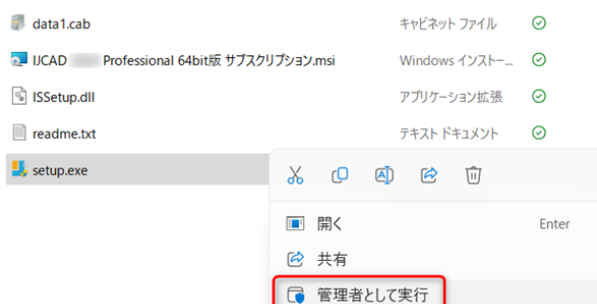 data1.cab キャビネット ファイル
IJCAD Professional 64bit版 サブスクリプション.msi Windows インストー...
ISSetup.dll アプリケーション拡張
readme.txt テキスト ドキュメント
setup.exe
開く Enter
共有
管理者として実行